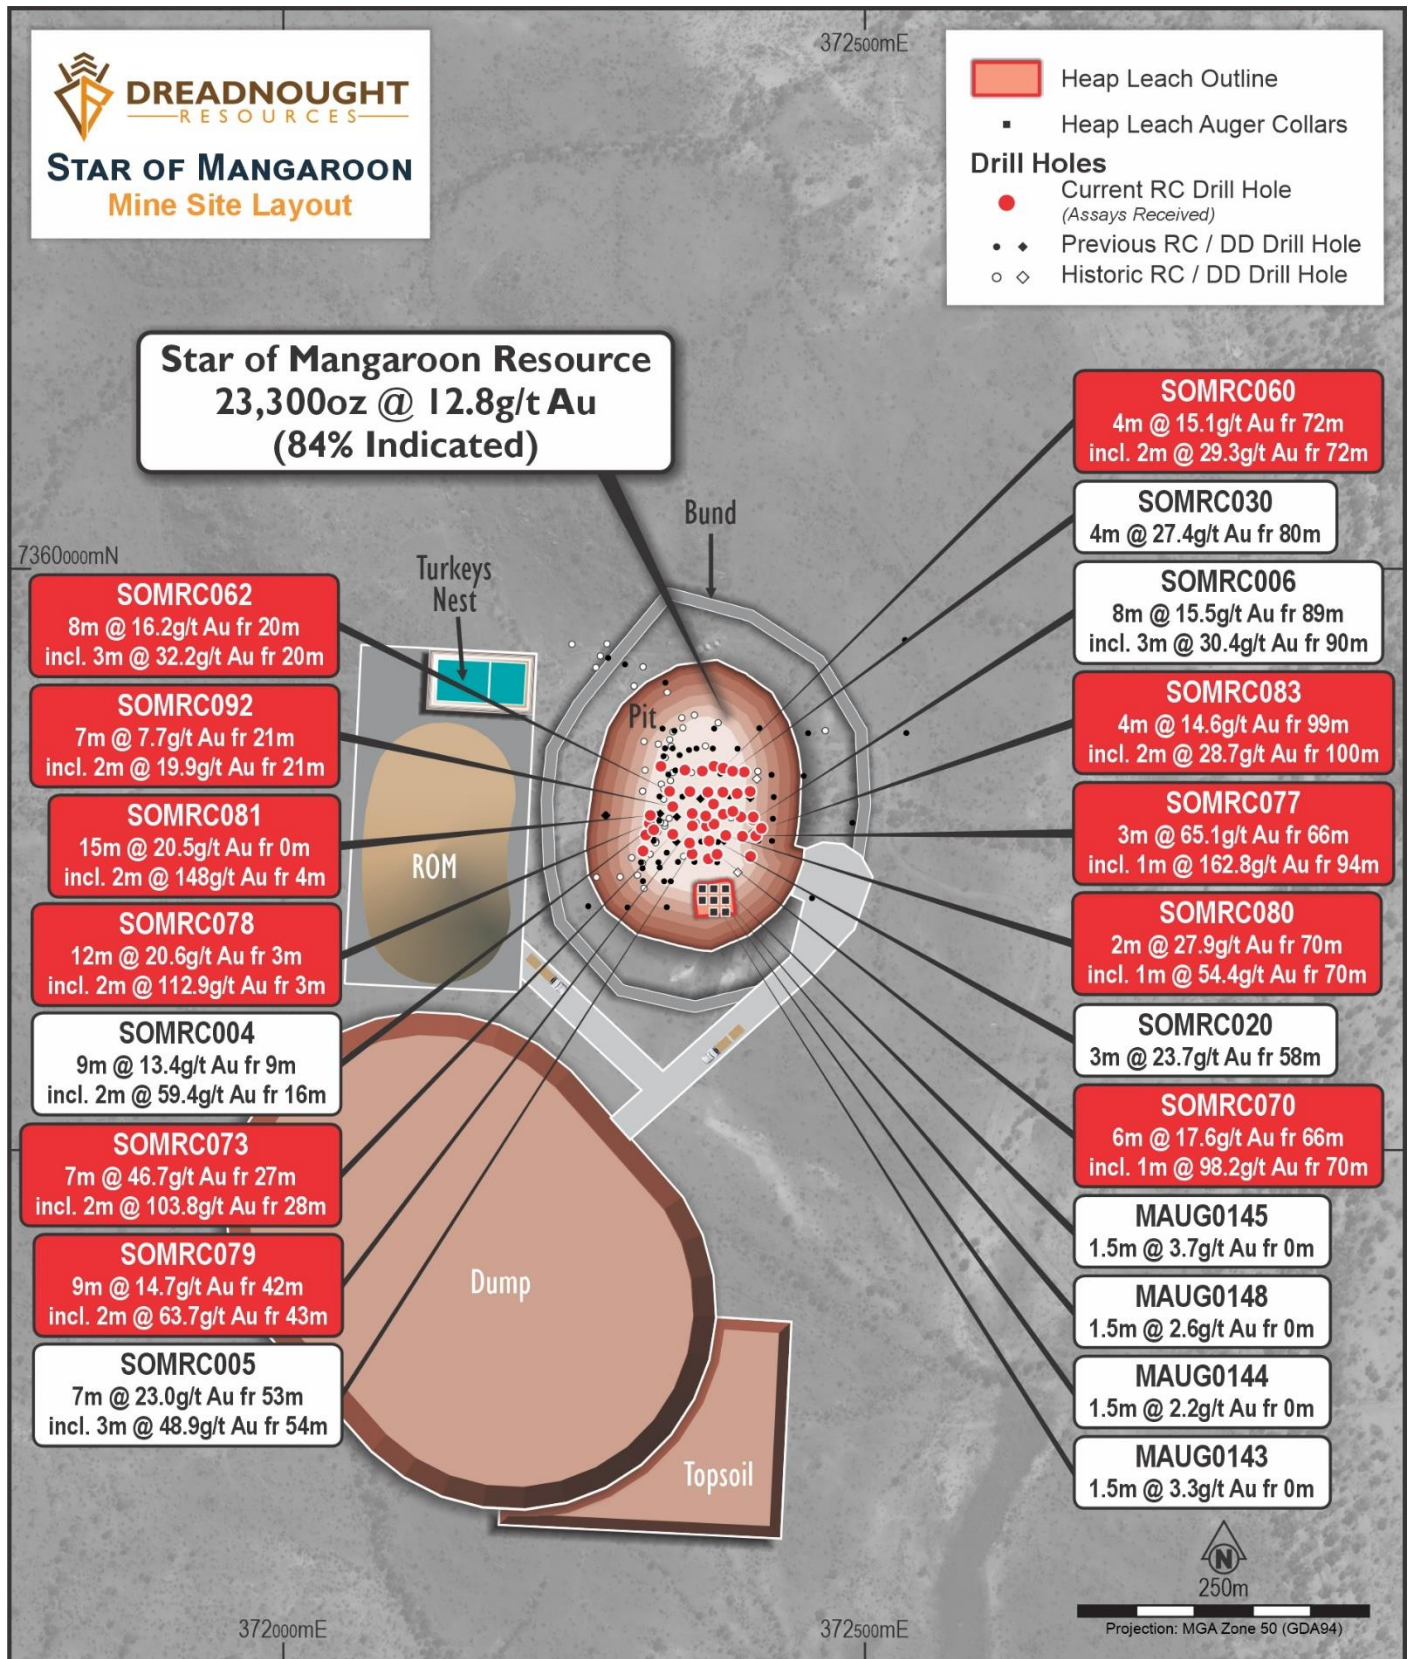 372500mE
DREADNOUGHT
RESOURCES
STAR OF MANGAROON
Mine Site Layout
Heap Leach Outline
Heap Leach Auger Collars
Drill Holes
Current RC Drill Hole
(Assays Received)
Previous RC / DD Drill Hole
Historic RC / DD Drill Hole
Star of Mangaroon Resource
23,300oz @ 12.8g/t Au
(84% Indicated)
Bund
7360000mN
Turkeys
Nest
Pit
ROM
Dump
Topsoil
SOMRC062
8m @ 16.2g/t Au fr 20m
incl. 3m @ 32.2g/t Au fr 20m
SOMRC092
7m @ 7.7g/t Au fr 21m
incl. 2m @ 19.9g/t Au fr 21m
SOMRC081
15m @ 20.5g/t Au fr 0m
incl. 2m @ 148g/t Au fr 4m
SOMRC078
12m @ 20.6g/t Au fr 3m
incl. 2m @ 112.9g/t Au fr 3m
SOMRC004
9m @ 13.4g/t Au fr 9m
incl. 2m @ 59.4g/t Au fr 16m
SOMRC073
7m @ 46.7g/t Au fr 27m
incl. 2m @ 103.8g/t Au fr 28m
SOMRC079
9m @ 14.7g/t Au fr 42m
incl. 2m @ 63.7g/t Au fr 43m
SOMRC005
7m @ 23.0g/t Au fr 53m
incl. 3m @ 48.9g/t Au fr 54m
SOMRC060
4m @ 15.1g/t Au fr 72m
incl. 2m @ 29.3g/t Au fr 72m
SOMRC030
4m @ 27.4g/t Au fr 80m
SOMRC006
8m @ 15.5g/t Au fr 89m
incl. 3m @ 30.4g/t Au fr 90m
SOMRC083
4m @ 14.6g/t Au fr 99m
incl. 2m @ 28.7g/t Au fr 100m
SOMRC077
3m @ 65.1g/t Au fr 66m
incl. 1m @ 162.8g/t Au fr 94m
SOMRC080
2m @ 27.9g/t Au fr 70m
incl. 1m @ 54.4g/t Au fr 70m
SOMRC020
3m @ 23.7g/t Au fr 58m
SOMRC070
6m @ 17.6g/t Au fr 66m
incl. 1m @ 98.2g/t Au fr 70m
MAUG0145
1.5m @ 3.7g/t Au fr 0m
MAUG0148
1.5m @ 2.6g/t Au fr 0m
MAUG0144
1.5m @ 2.2g/t Au fr 0m
MAUG0143
1.5m @ 3.3g/t Au fr 0m
N
250m
Projection: MGA Zone 50 (GDA94)
372000mE
372500mE